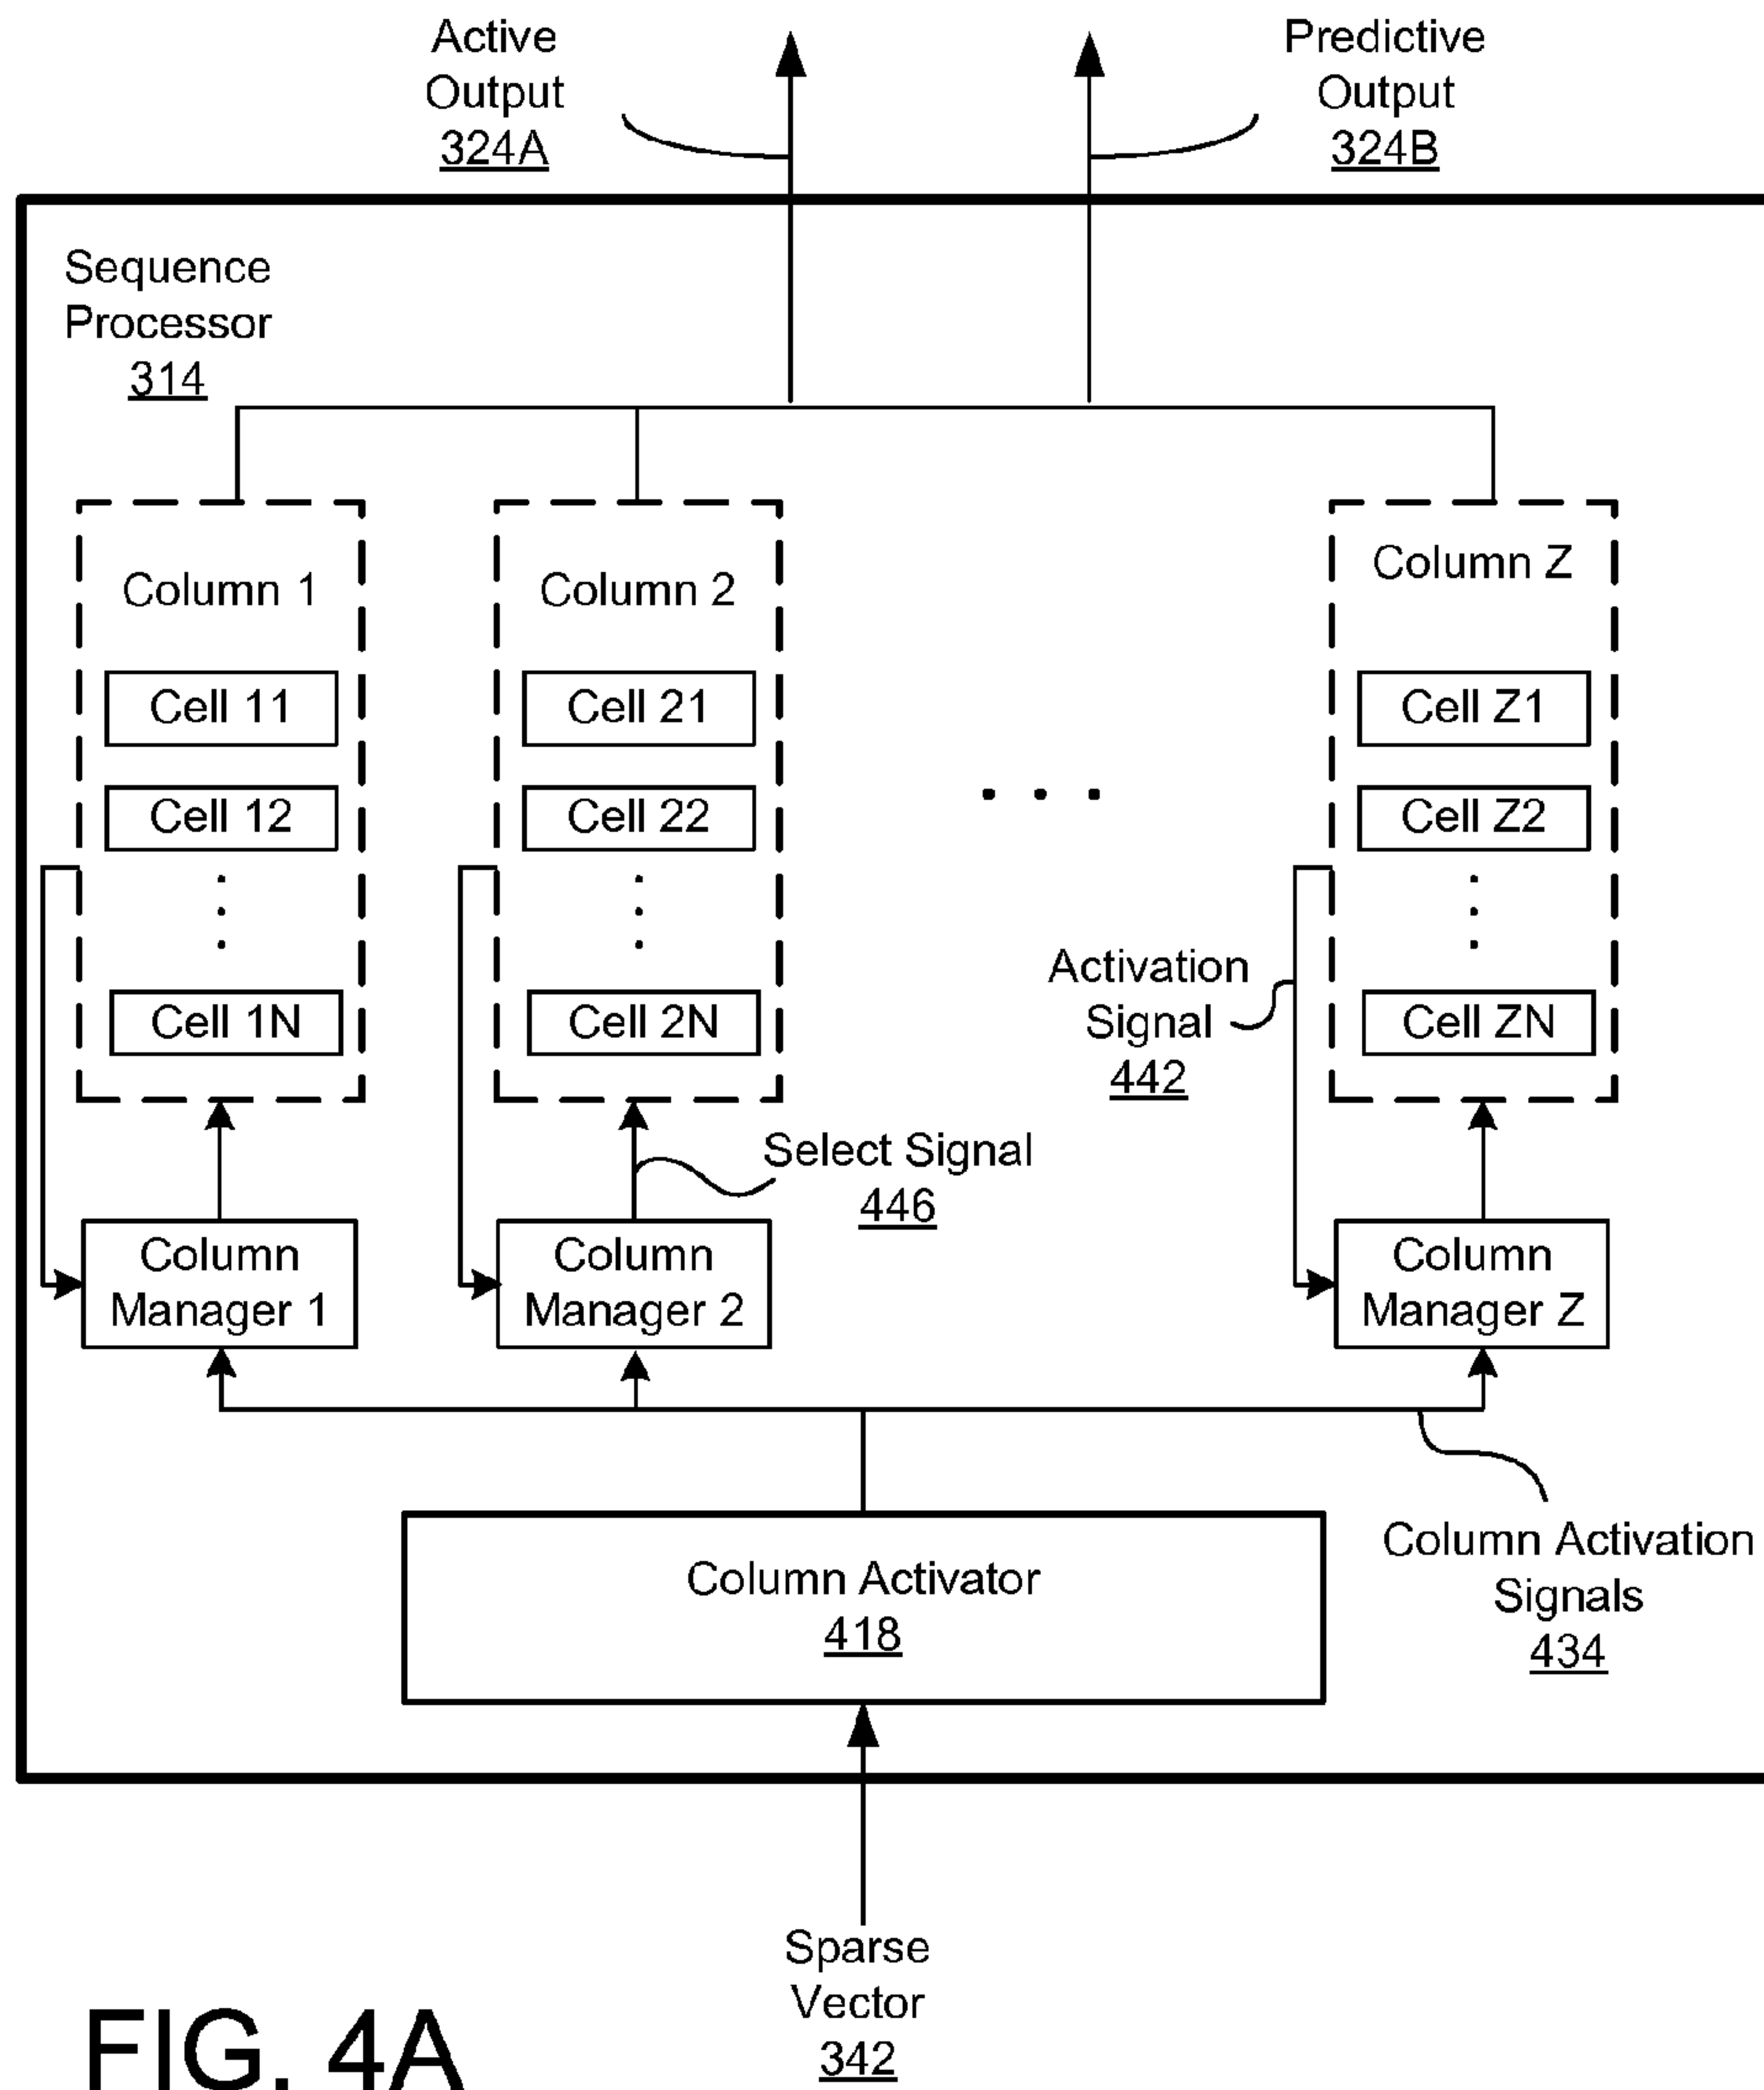 Active
Output
324A
Predictive
Output
324B
Sequence
Processor
314
Column 1
Column 2
Column Z
Cell 11
Cell 21
Cell Z1
Cell 12
Cell 22
Cell Z2
Cell 1N
Cell 2N
Cell ZN
Activation
Signal
442
Select Signal
446
Column
Manager 1
Column
Manager 2
Column
Manager Z
Column Activator
418
Column Activation
Signals
434
Sparse
Vector
342
FIG. 4A